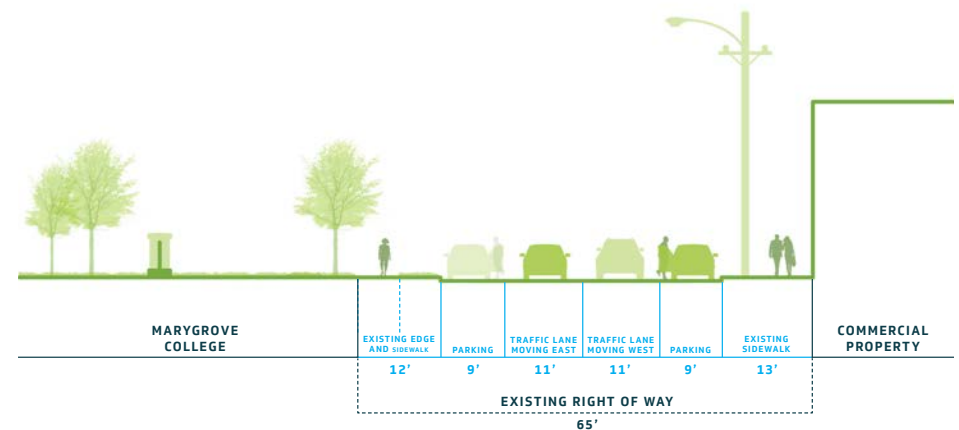 MARYGROVE
COLLEGE
EXISTING EDGE
AND SIDEWALK
12'
PARKING
9'
TRAFFIC LANE
MOVING EAST
11'
TRAFFIC LANE
MOVING WEST
11'
PARKING
9'
EXISTING
SIDEWALK
13'
COMMERCIAL
PROPERTY
EXISTING RIGHT OF WAY
65'